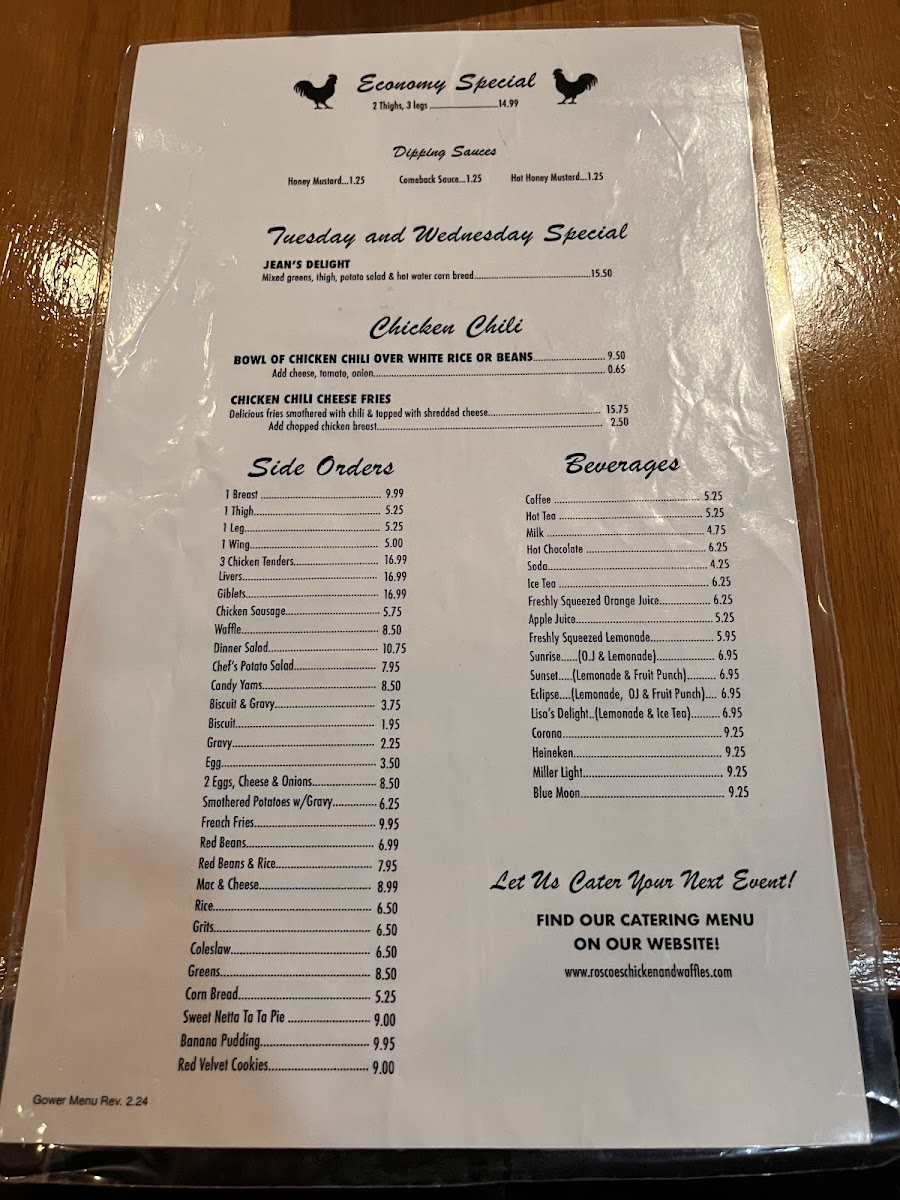 Economy Special
2 Thighs, 3 legs ........................14.99
Dipping Sauces
Honey Mustard...1.25 Comeback Sauce...1.25 Hot Honey Mustard...1.25
Tuesday and Wednesday Special
JEAN'S DELIGHT
Mixed greens, thigh, potato salad & hot water corn bread........................15.50
Chicken Chili
BOWL OF CHICKEN CHILI OVER WHITE RICE OR BEANS........................ 9.50
Add cheese, tomato, onion........................ 0.65
CHICKEN CHILI CHEESE FRIES
Delicious fries smothered with chili & topped with shredded cheese........................ 15.75
Add chopped chicken breast........................ 2.50
Side Orders
1 Breast ........................ 9.99
1 Thigh........................ 5.25
1 Leg........................ 5.25
1 Wing........................ 5.00
3 Chicken Tenders........................ 16.99
Livers........................ 16.99
Giblets........................ 16.99
Chicken Sausage........................ 5.75
Waffle........................ 8.50
Dinner Salad........................ 10.75
Chef's Potato Salad........................ 7.95
Candy Yams........................ 8.50
Biscuit & Gravy........................ 3.75
Biscuit........................ 1.95
Gravy........................ 2.25
Egg........................ 3.50
2 Eggs, Cheese & Onions........................ 8.50
Smothered Potatoes w/Gravy............. 6.25
French Fries........................ 9.95
Red Beans........................ 6.99
Red Beans & Rice........................ 7.95
Mac & Cheese........................ 8.99
Rice........................ 6.50
Grits........................ 6.50
Coleslaw........................ 6.50
Greens........................ 8.50
Corn Bread........................ 5.25
Sweet Netta Ta Ta Pie ........................ 9.00
Banana Pudding........................ 9.95
Red Velvet Cookies........................ 9.00
Beverages
Coffee ........................ 5.25
Hot Tea ........................ 5.25
Milk ........................ 4.75
Hot Chocolate ........................ 6.25
Soda........................ 4.25
Ice Tea ........................ 6.25
Freshly Squeezed Orange Juice................ 6.25
Apple Juice........................ 5.25
Freshly Squeezed Lemonade.................... 5.95
Sunrise......(O.J & Lemonade).................... 6.95
Sunset.....(Lemonade & Fruit Punch).......... 6.95
Eclipse....(Lemonade, OJ & Fruit Punch).... 6.95
Lisa's Delight..(Lemonade & Ice Tea).......... 6.95
Corona........................ 9.25
Heineken........................ 9.25
Miller Light........................ 9.25
Blue Moon........................ 9.25
Let Us Cater Your Next Event!
FIND OUR CATERING MENU
ON OUR WEBSITE!
www.roscoeschickenandwaffles.com
Gower Menu Rev. 2.24